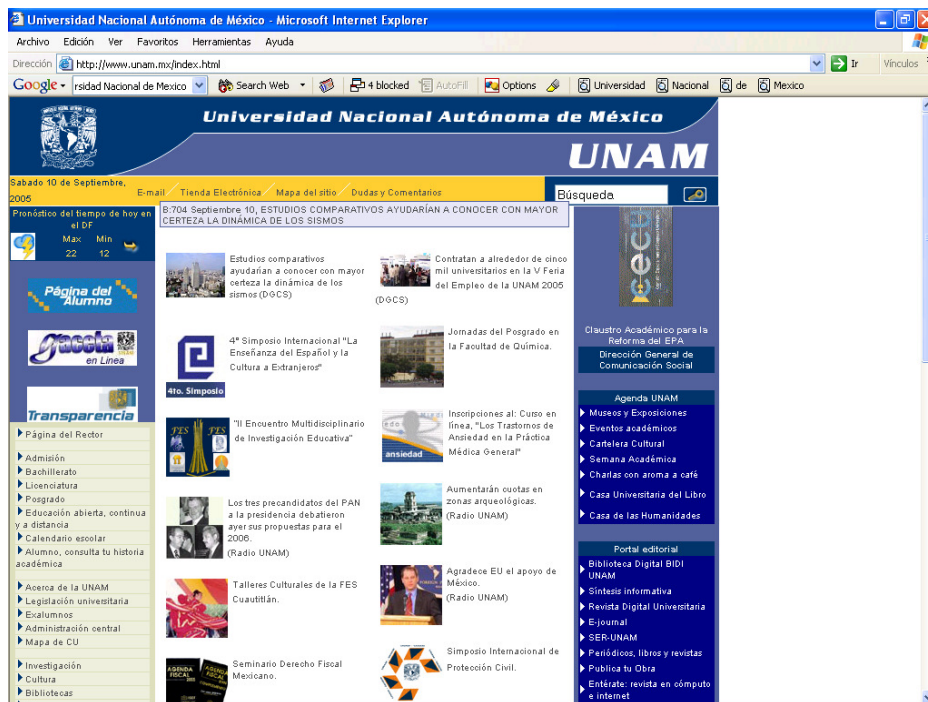 Universidad Nacional Autónoma de México - Microsoft Internet Explorer
Archivo Edición Ver Favoritos Herramientas Ayuda
Dirección http://www.unam.mx/index.html Ir Vínculos
Google rsidad Nacional de Mexico Search Web 4 blocked AutoFill Options Universidad Nacional de Mexico
Universidad Nacional Autónoma de México
UNAM
Sabado 10 de Septiembre,
2005
E-mail Tienda Electrónica Mapa del sitio Dudas y Comentarios
Búsqueda
Pronóstico del tiempo de hoy en
el DF
Max Min
22 12
B:704 Septiembre 10, ESTUDIOS COMPARATIVOS AYUDARÍAN A CONOCER CON MAYOR
CERTEZA LA DINÁMICA DE LOS SISMOS
Página del
Alumno
gaceta
en Línea
Transparencia
Página del Rector
Admisión
Bachillerato
Licenciatura
Posgrado
Educación abierta, continua
y a distancia
Calendario escolar
Alumno, consulta tu historia
académica
Acerca de la UNAM
Legislación universitaria
Exalumnos
Administración central
Mapa de CU
Investigación
Cultura
Bibliotecas
Estudios comparativos
ayudarían a conocer con mayor
certeza la dinámica de los
sismos (DGCS)
Contratan a alrededor de cinco
mil universitarios en la V Feria
del Empleo de la UNAM 2005
(DGCS)
4to. Simposio
4º Simposio Internacional "La
Enseñanza del Español y la
Cultura a Extranjeros"
Jornadas del Posgrado en
la Facultad de Química.
FES FES
"II Encuentro Multidisciplinario
de Investigación Educativa"
ansiedad
Inscripciones al: Curso en
línea, "Los Trastornos de
Ansiedad en la Práctica
Médica General"
Los tres precandidatos del PAN
a la presidencia debatieron
ayer sus propuestas para el
2006.
(Radio UNAM)
Aumentarán cuotas en
zonas arqueológicas.
(Radio UNAM)
Talleres Culturales de la FES
Cuautitlán.
Agradece EU el apoyo de
México.
(Radio UNAM)
AGENDA
FISCAL
Seminario Derecho Fiscal
Mexicano.
Simposio Internacional de
Protección Civil.
Claustro Académico para la
Reforma del EPA
Dirección General de
Comunicación Social
Agenda UNAM
Museos y Exposiciones
Eventos académicos
Cartelera Cultural
Semana Académica
Charlas con aroma a café
Casa Universitaria del Libro
Casa de las Humanidades
Portal editorial
Biblioteca Digital BIDI
UNAM
Síntesis informativa
Revista Digital Universitaria
E-journal
SER-UNAM
Periódicos, libros y revistas
Publica tu Obra
Entérate: revista en cómputo
e internet